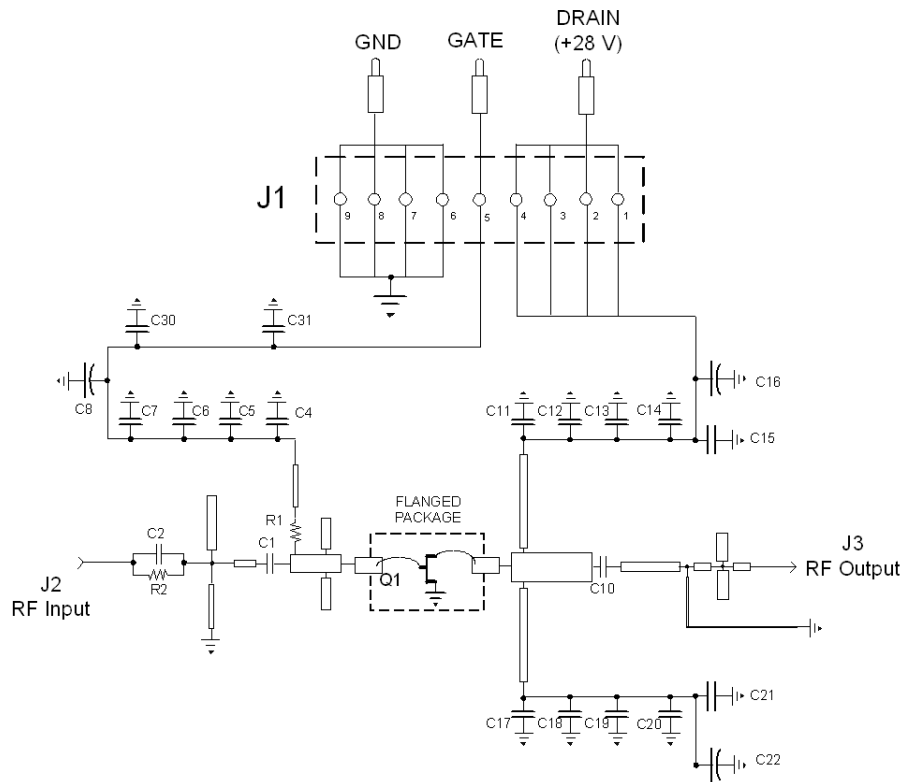 DRAIN
(+28 V)
GND
GATE
J1
9
8
7
6
5
4
3
2
1
C30
C31
C8
C16
C7
C6
C5
C4
C11
C12
C13
C14
C15
FLANGED
PACKAGE
R1
C2
C1
R2
Q1
C10
J2
RF Input
J3
RF Output
C17
C18
C19
C20
C21
C22